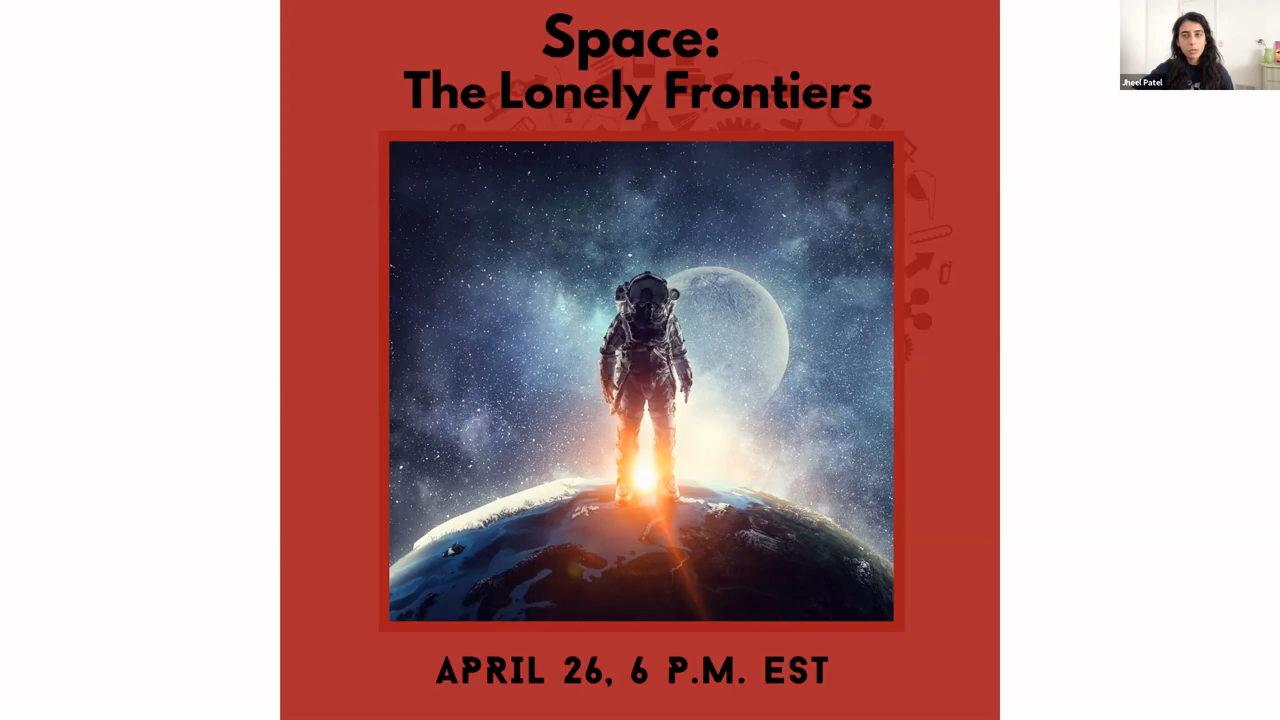 Space:
The Lonely Frontiers
Jheel Patel
APRIL 26, 6 P.M. EST